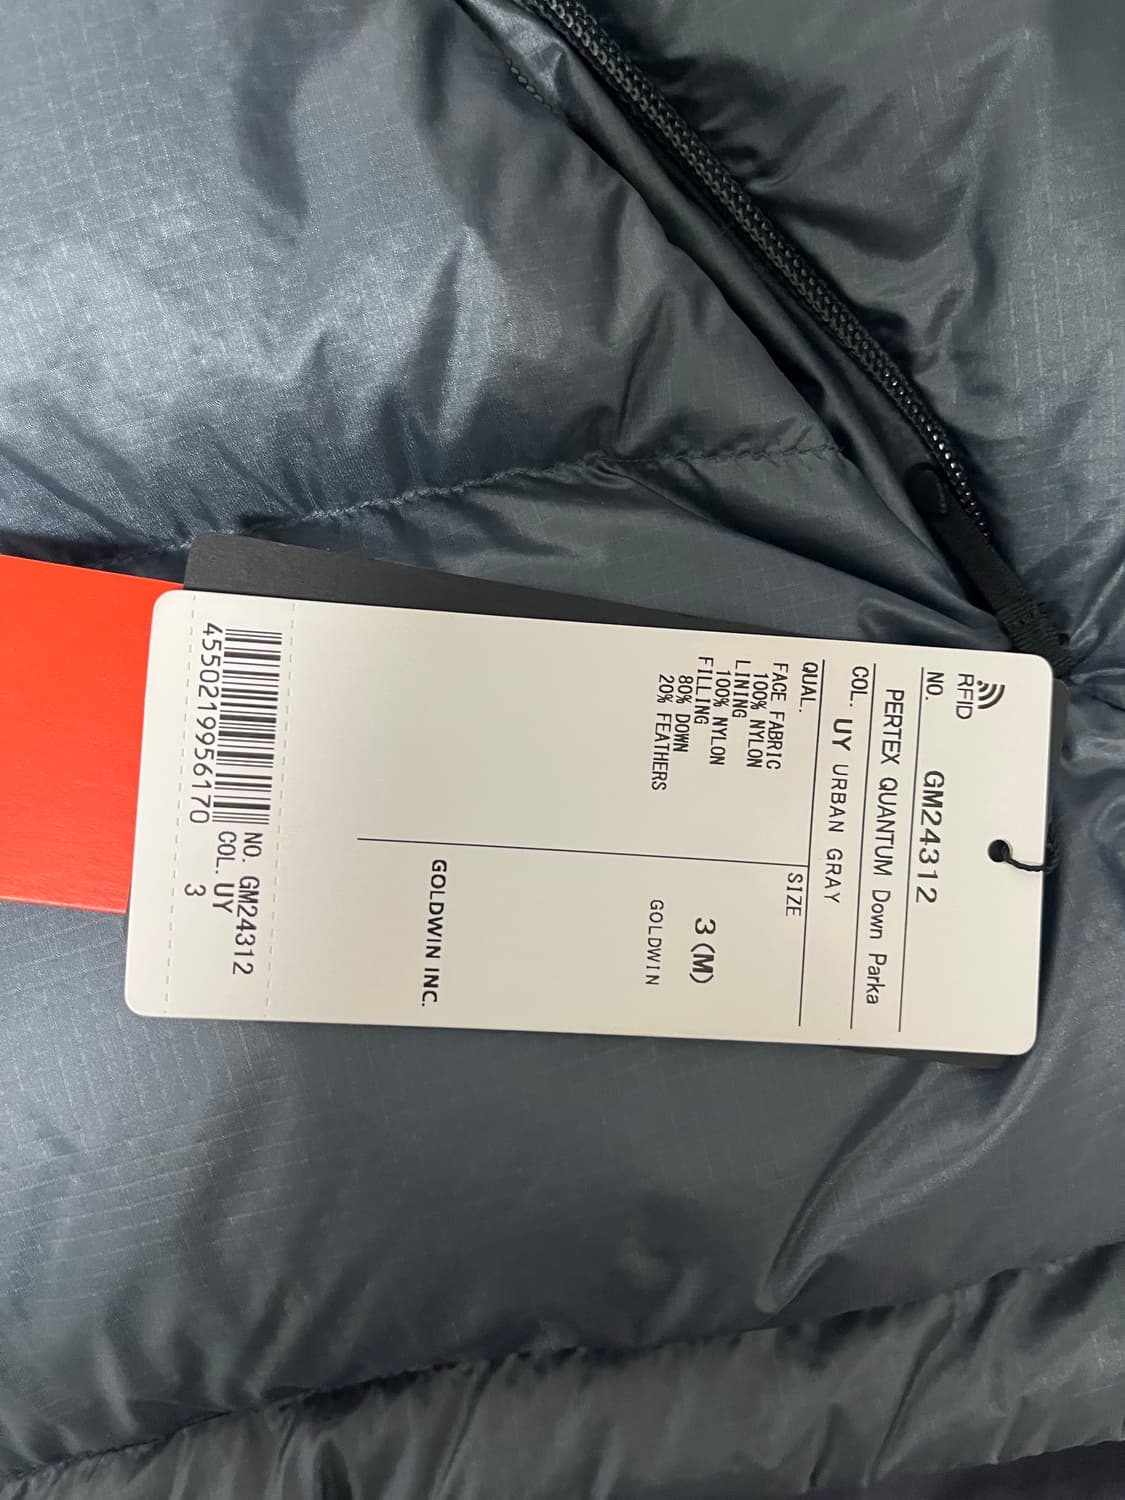 RFID
NO. GM24312
PERTEX QUANTUM Down Parka
COL. UY URBAN GRAY
QUAL.
FACE FABRIC
100% NYLON
LINING
100% NYLON
FILLING
80% DOWN
20% FEATHERS
SIZE
3(M)
GOLDWIN
GOLDWIN INC.
NO. GM24312
COL. UY
3
4550219956170